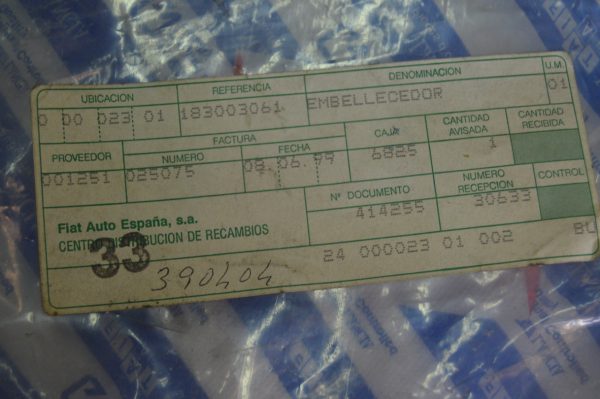 UBICACION REFERENCIA DENOMINACION U.M.
0 00 023 01 183003061 EMBELLECEDOR 01
PROVEEDOR FACTURA CAJA CANTIDAD AVISADA CANTIDAD RECIBIDA
NUMERO FECHA
001251 025075 08 06.99 6825 1
Nº DOCUMENTO NUMERO RECEPCION CONTROL
414255 30633
Fiat Auto España, s.a.
CENTRO DISTRIBUCION DE RECAMBIOS
33
24 000023 01 002 BU
390404